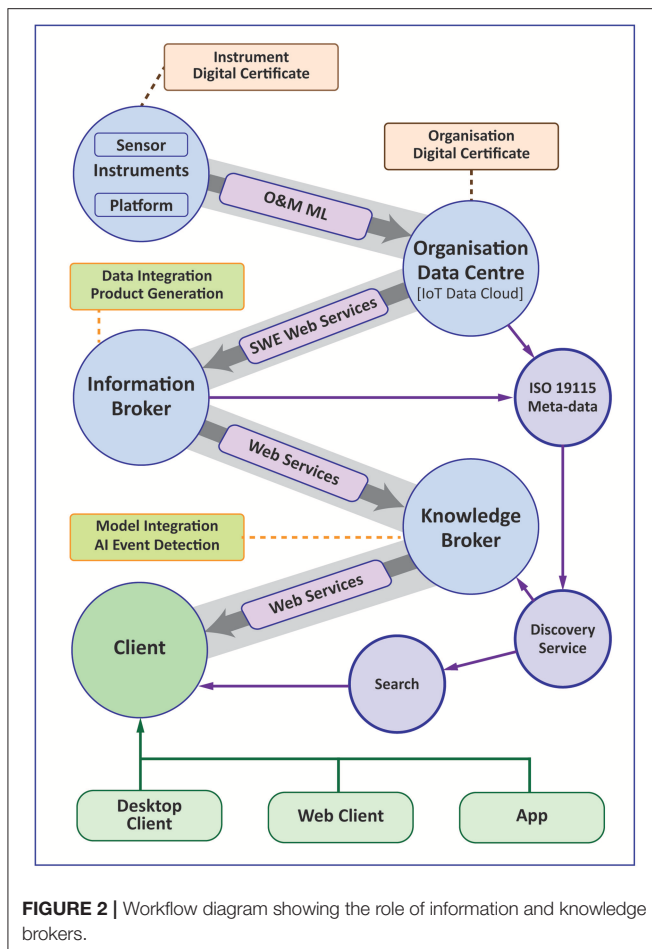 Instrument
Digital Certificate
Organisation
Digital Certificate
Sensor
Instruments
Platform
O&M ML
Organisation
Data Centre
[IoT Data Cloud]
Data Integration
Product Generation
SWE Web Services
Information
Broker
ISO 19115
Meta-data
Web Services
Knowledge
Broker
Model Integration
AI Event Detection
Web Services
Client
Discovery
Service
Search
Desktop
Client
Web Client
App
FIGURE 2 | Workflow diagram showing the role of information and knowledge
brokers.